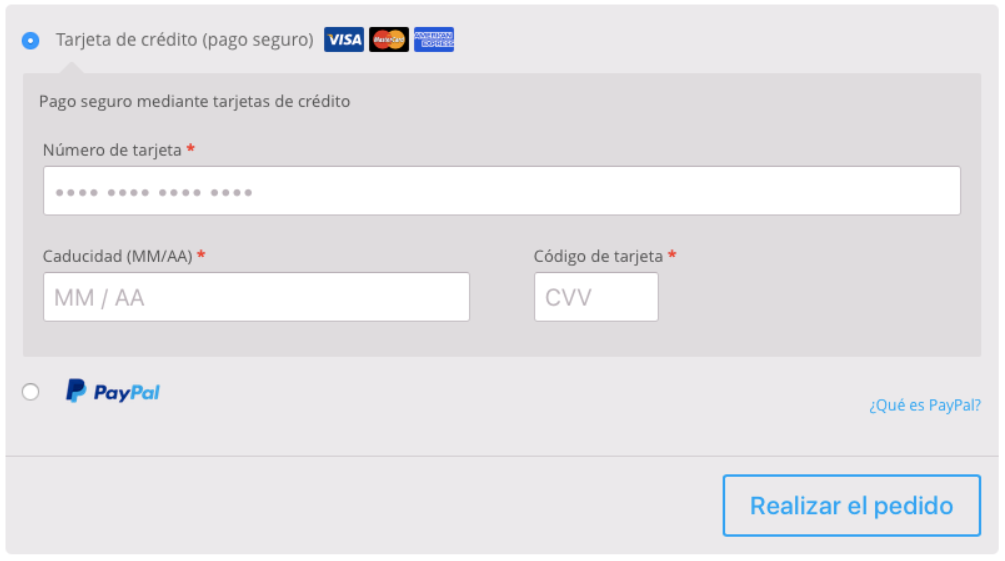 Tarjeta de crédito (pago seguro) VISA MasterCard AMERICAN EXPRESS
Pago seguro mediante tarjetas de crédito
Número de tarjeta *
•••• •••• •••• ••••
Caducidad (MM/AA) * Código de tarjeta *
MM / AA CVV
PayPal
¿Qué es PayPal?
Realizar el pedido